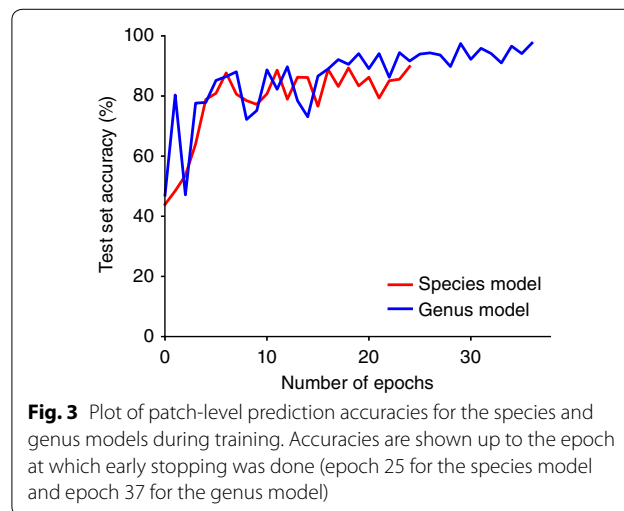 100
80
60
40
20
0
Test set accuracy (%)
Species model
Genus model
0 10 20 30
Number of epochs
Fig. 3 Plot of patch-level prediction accuracies for the species and
genus models during training. Accuracies are shown up to the epoch
at which early stopping was done (epoch 25 for the species model
and epoch 37 for the genus model)